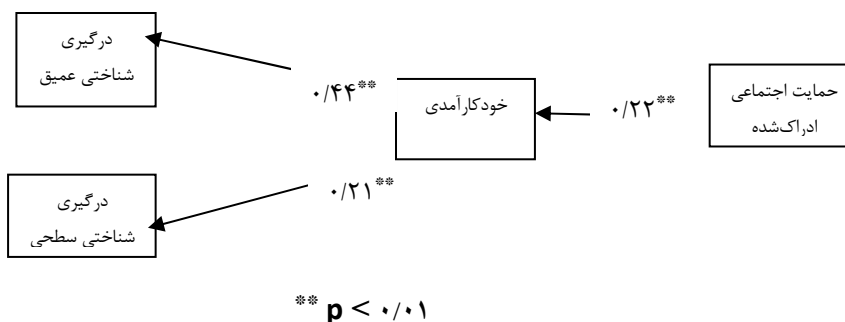 حمایت اجتماعی
ادراک‌شده
۰/۲۲**
خودکارآمدی
۰/۴۴**
درگیری
شناختی عمیق
۰/۲۱**
درگیری
شناختی سطحی
** p < ۰/۰۱